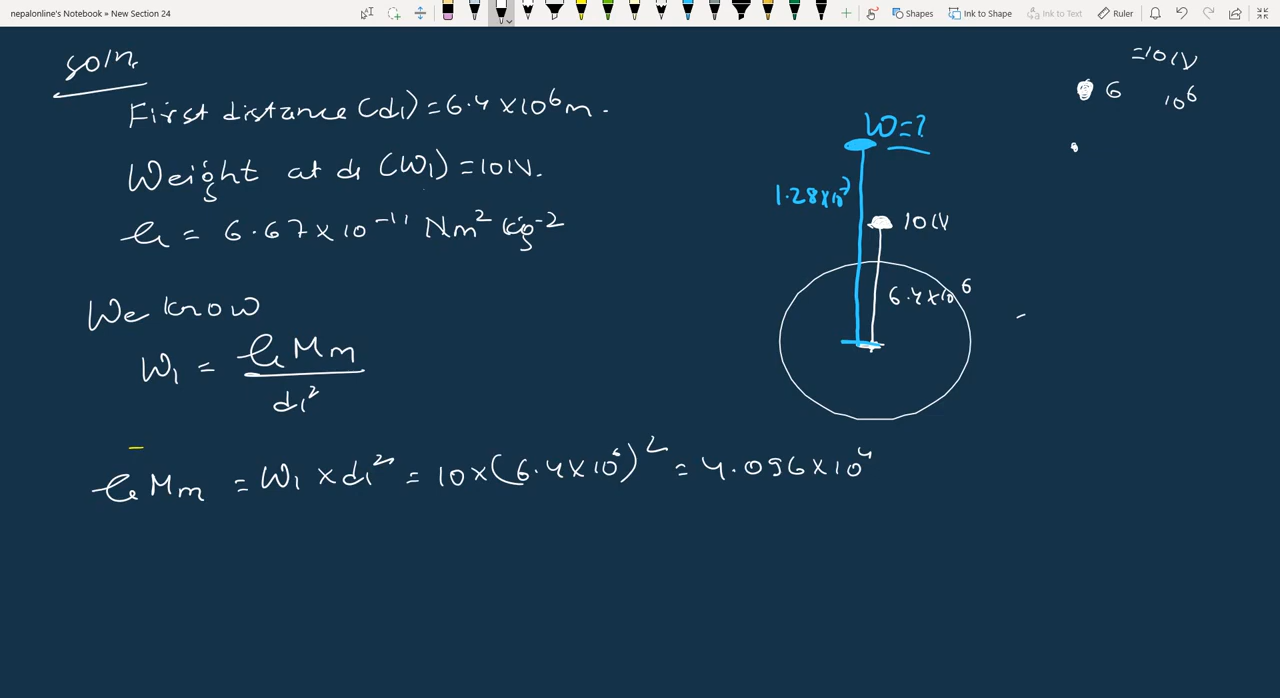 nepalonline's Notebook » New Section 24
Shapes Ink to Shape Ink to Text Ruler
soln,
First distance (d1) = 6.4 × 10⁶ m.
Weight at d1 (W1) = 10N.
G = 6.67 × 10⁻¹¹ Nm² kg⁻²
We know
W1 = GMm / d1²
GMm = W1 × d1² = 10 × (6.4 × 10⁶)² = 4.096 × 10⁴
W = ?
1.28×10⁷
10N
6.4×10⁶
=10N
6 10⁶